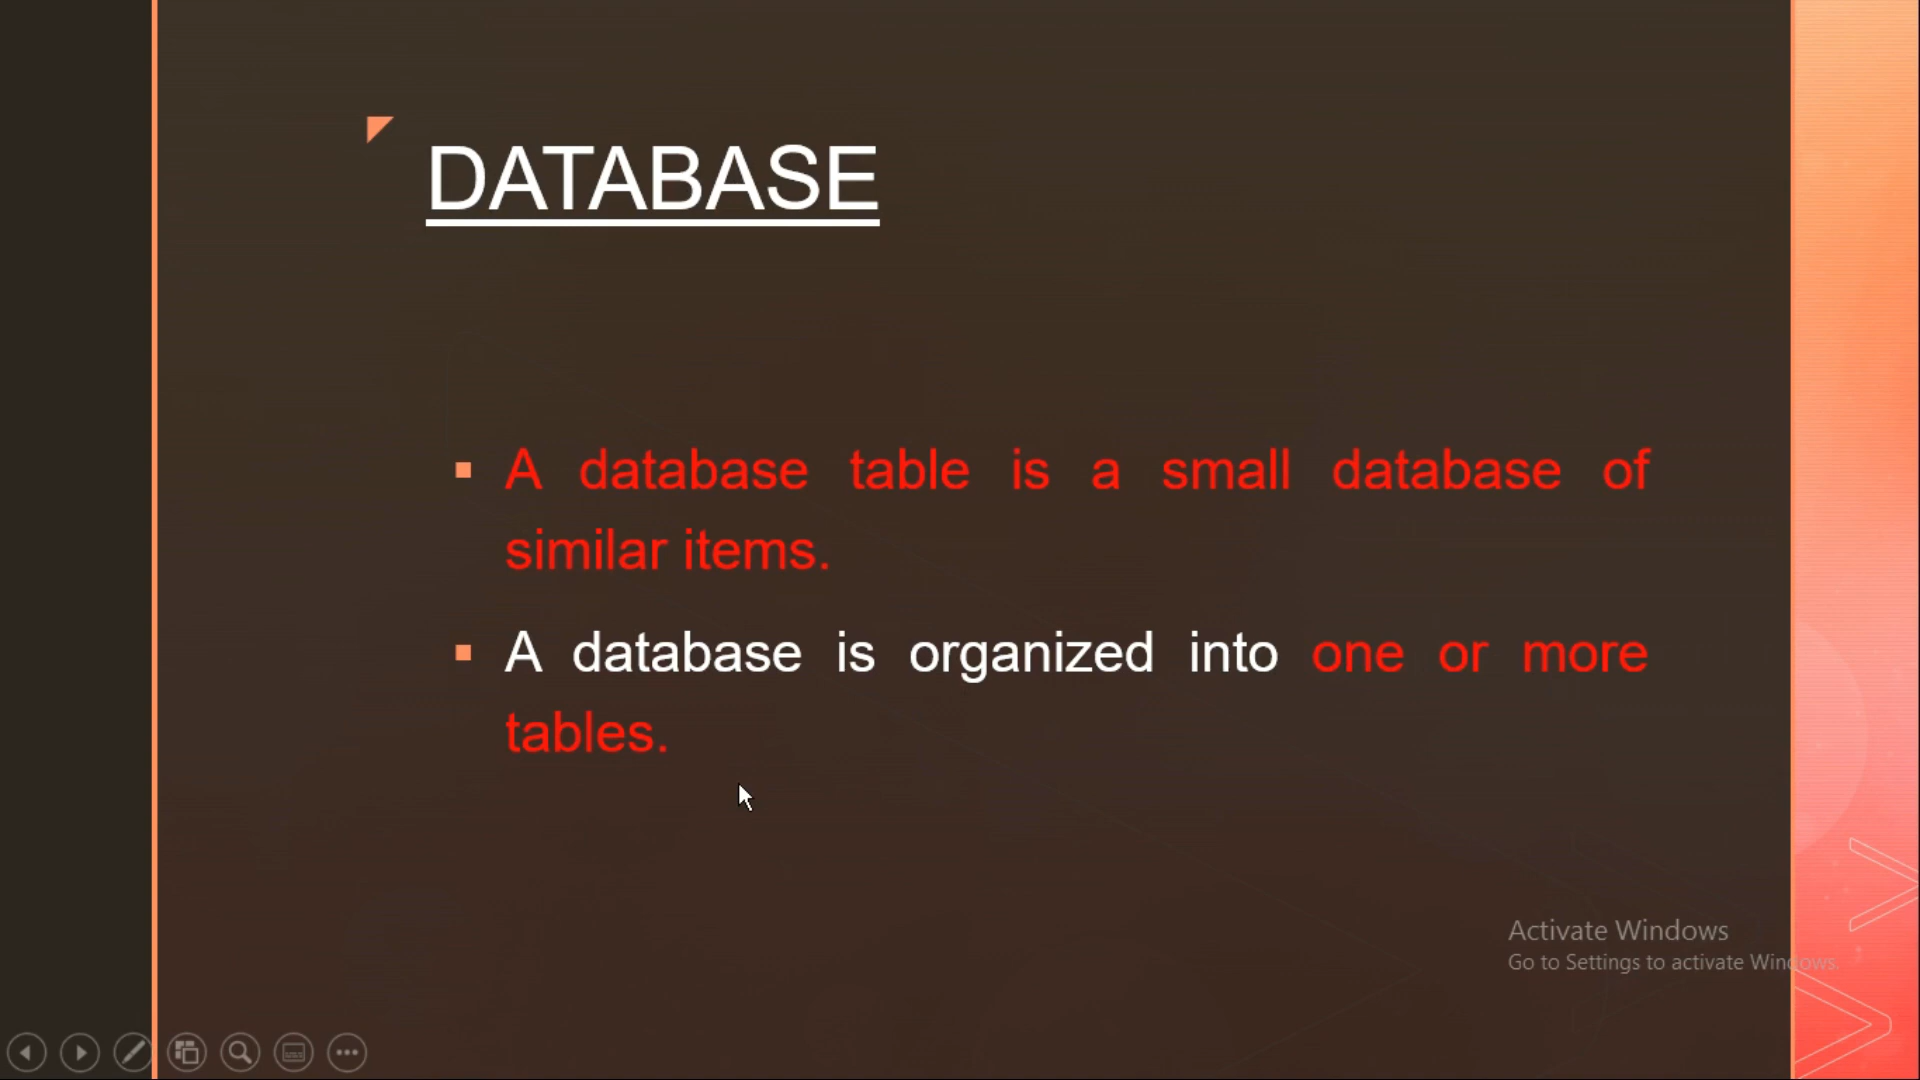 DATABASE
A database table is a small database of
similar items.
A database is organized into one or more
tables.
Activate Windows
Go to Settings to activate Windows.